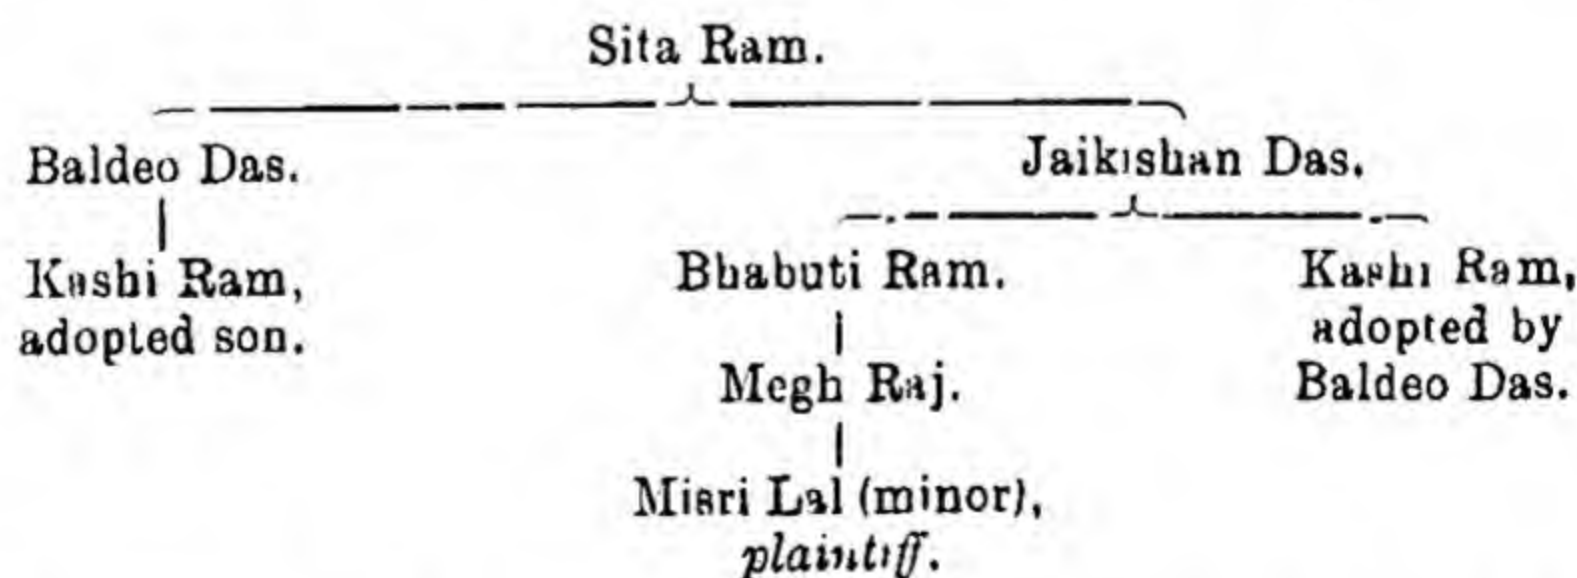 Sita Ram.
Baldeo Das. Jaikishan Das.
Kashi Ram, Bhabuti Ram. Kashi Ram,
adopted son. adopted by
Megh Raj. Baldeo Das.
Misri Lal (minor),
plaintiff.